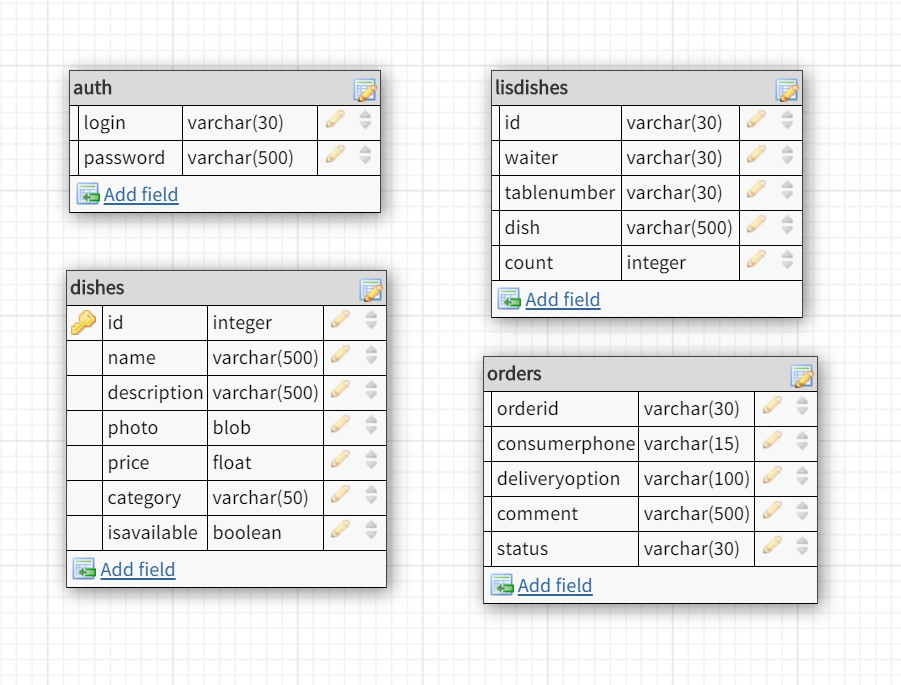 auth
login varchar(30)
password varchar(500)
Add field
dishes
id integer
name varchar(500)
description varchar(500)
photo blob
price float
category varchar(50)
isavailable boolean
Add field
lisdishes
id varchar(30)
waiter varchar(30)
tablenumber varchar(30)
dish varchar(500)
count integer
Add field
orders
orderid varchar(30)
consumerphone varchar(15)
deliveryoption varchar(100)
comment varchar(500)
status varchar(30)
Add field